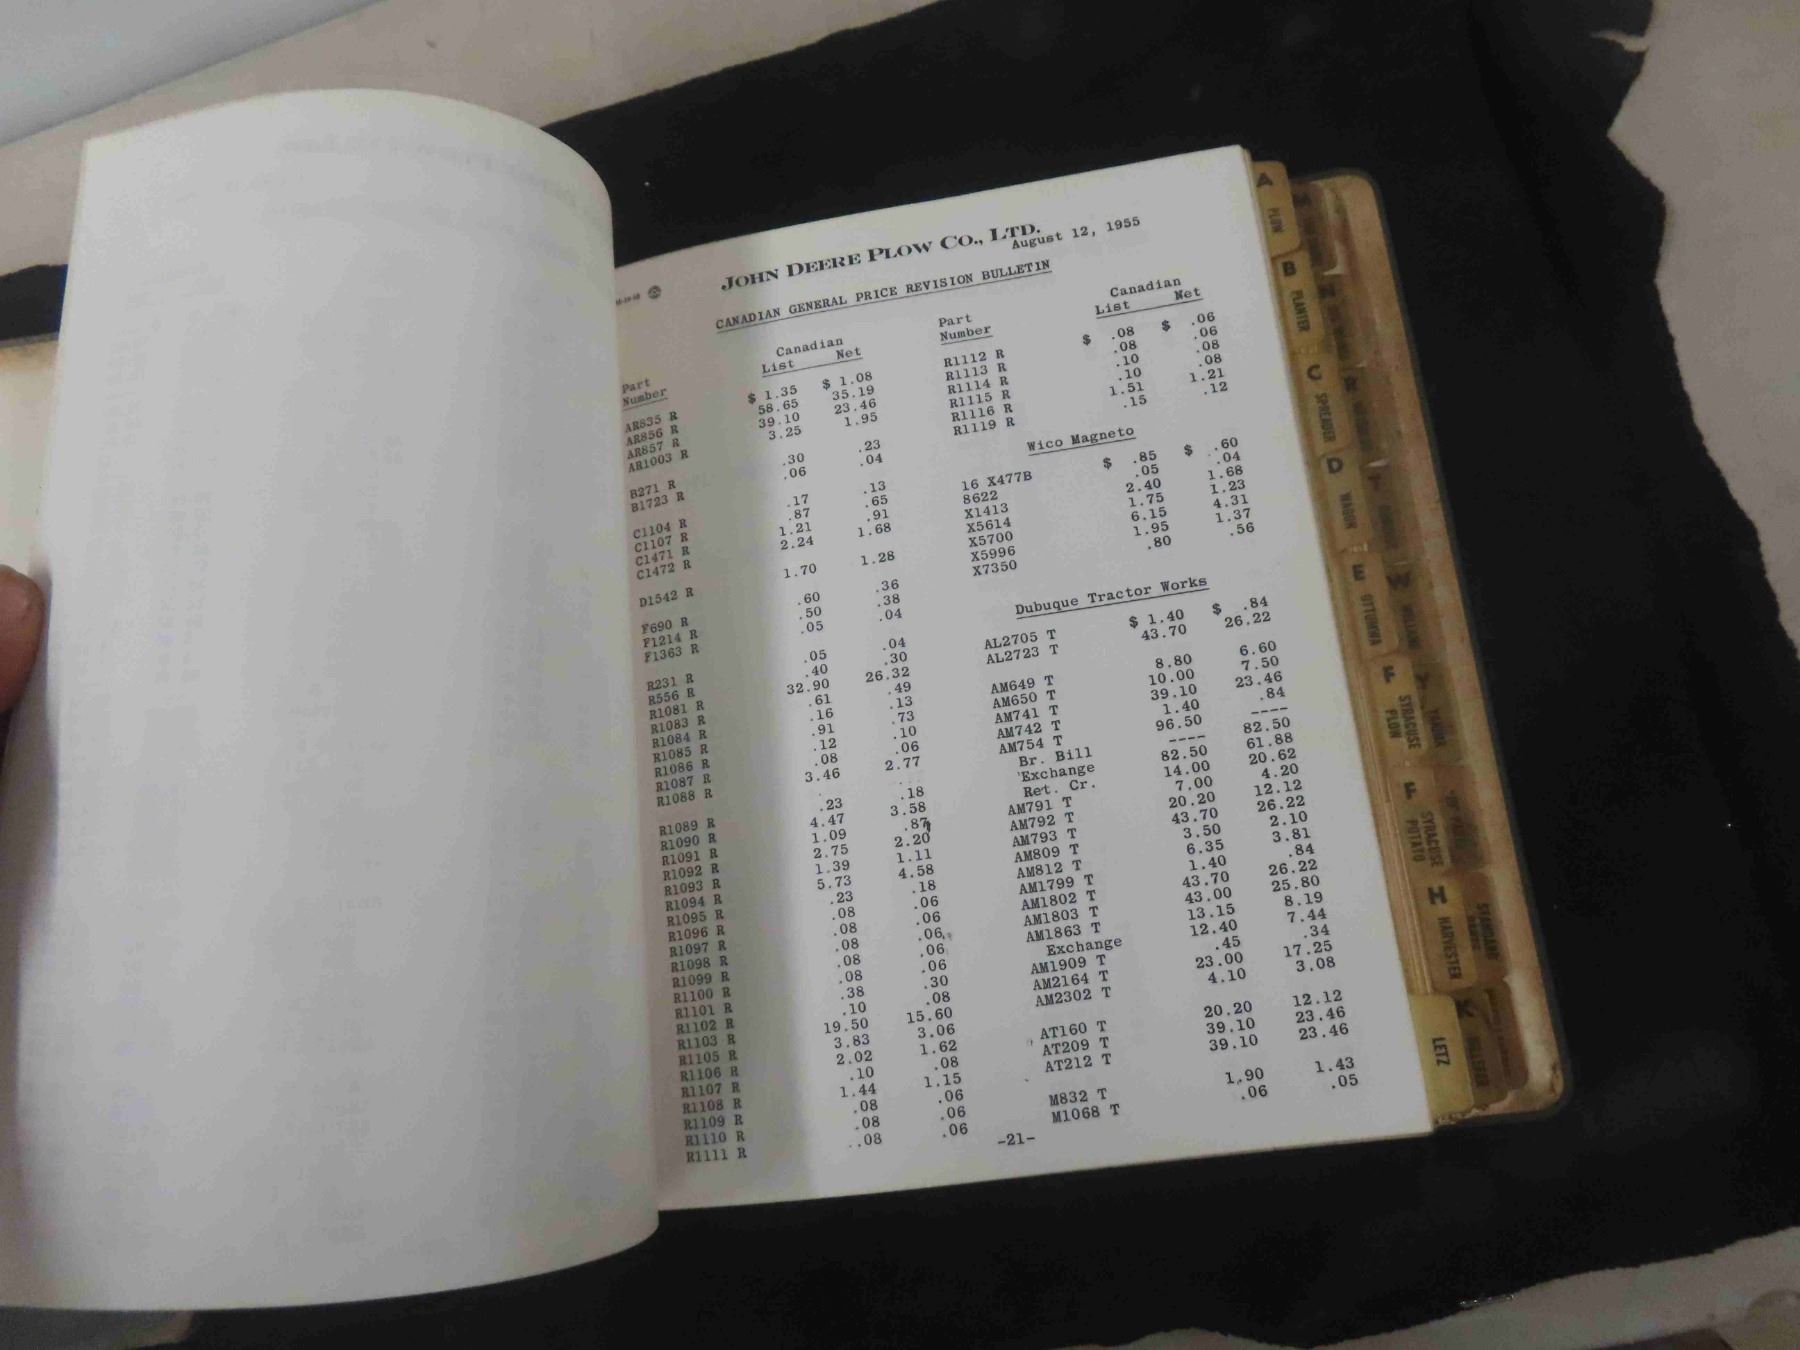 JOHN DEERE PLOW CO., LTD.
August 12, 1955
CANADIAN GENERAL PRICE REVISION BULLETIN
Canadian
Part Number List Net
AR835 R $ 1.35 $ 1.08
AR856 R 58.65 35.19
AR857 R 39.10 23.46
AR1003 R 3.25 1.95
B271 R .30 .23
B1723 R .06 .04
C1104 R .17 .13
C1107 R .87 .65
C1471 R 1.21 .91
C1472 R 2.24 1.68
D1542 R 1.70 1.28
F690 R .60 .36
F1214 R .50 .38
F1363 R .05 .04
R231 R .05 .04
R556 R .40 .30
R1081 R 32.90 26.32
R1083 R .61 .49
R1084 R .16 .13
R1085 R .91 .73
R1086 R .12 .10
R1087 R .08 .06
R1088 R 3.46 2.77
R1089 R .23 .18
R1090 R 4.47 3.58
R1091 R 1.09 .87
R1092 R 2.75 2.20
R1093 R 1.39 1.11
R1094 R 5.73 4.58
R1095 R .23 .18
R1096 R .08 .06
R1097 R .08 .06
R1098 R .08 .06
R1099 R .08 .06
R1100 R .08 .06
R1101 R .38 .30
R1102 R .10 .08
R1103 R 19.50 15.60
R1105 R 3.83 3.06
R1106 R 2.02 1.62
R1107 R .10 .08
R1108 R 1.44 1.15
R1109 R .08 .06
R1110 R .08 .06
R1111 R .08 .06
Canadian
Part Number List Net
R1112 R $ .08 $ .06
R1113 R .08 .06
R1114 R .10 .08
R1115 R .10 .08
R1116 R 1.51 1.21
R1119 R .15 .12
Wico Magneto
16 X477B $ .85 $ .60
8622 .05 .04
X1413 2.40 1.68
X5614 1.75 1.23
X5700 6.15 4.31
X5996 1.95 1.37
X7350 .80 .56
Dubuque Tractor Works
AL2705 T $ 1.40 $ .84
AL2723 T 43.70 26.22
AM649 T 8.80 6.60
AM650 T 10.00 7.50
AM741 T 39.10 23.46
AM742 T 1.40 .84
AM754 T 96.50 ----
Br. Bill ---- 82.50
Exchange 82.50 61.88
Ret. Cr. 14.00 20.62
AM791 T 7.00 4.20
AM792 T 20.20 12.12
AM793 T 43.70 26.22
AM809 T 3.50 2.10
AM812 T 6.35 3.81
AM1799 T 1.40 .84
AM1802 T 43.70 26.22
AM1803 T 43.00 25.80
AM1863 T 13.15 8.19
Exchange 12.40 7.44
AM1909 T .45 .34
AM2164 T 23.00 17.25
AM2302 T 4.10 3.08
AT160 T 20.20 12.12
AT209 T 39.10 23.46
AT212 T 39.10 23.46
M832 T 1.90 1.43
M1068 T .06 .05
-21-
A PLOW
B PLANTER
C SPREADER
D WAGON
E OTTUMWA
F SYRACUSE PLOW
F SYRACUSE POTATO
H HARVESTER
LETZ
K KILLEFER
N
R
T
W WELLAND
Y YAKIMA
STANDARD